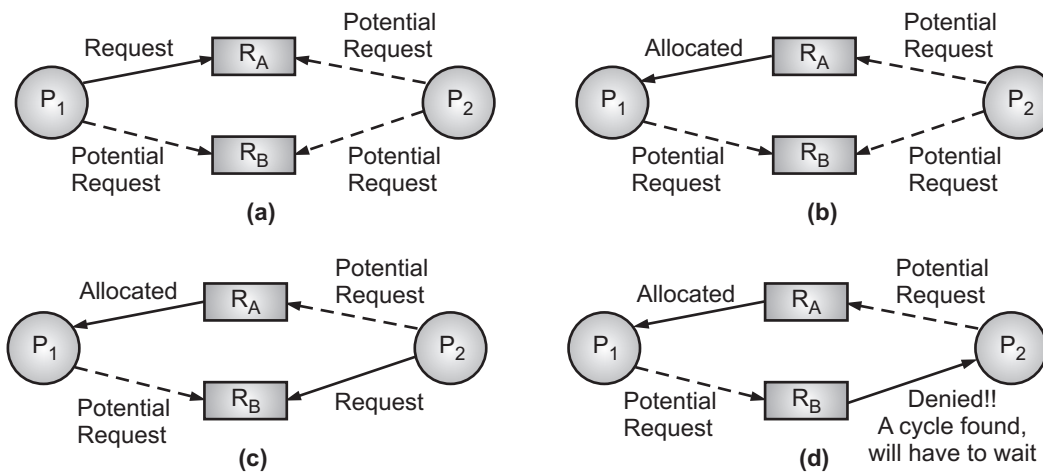 Request
R_A
Potential
Request
P_1
P_2
Potential
Request
R_B
Potential
Request
(a)
Allocated
R_A
Potential
Request
P_1
P_2
Potential
Request
R_B
Potential
Request
(b)
Allocated
R_A
Potential
Request
P_1
P_2
Potential
Request
R_B
Request
(c)
Allocated
R_A
Potential
Request
P_1
P_2
Potential
Request
R_B
Denied!!
A cycle found,
will have to wait
(d)